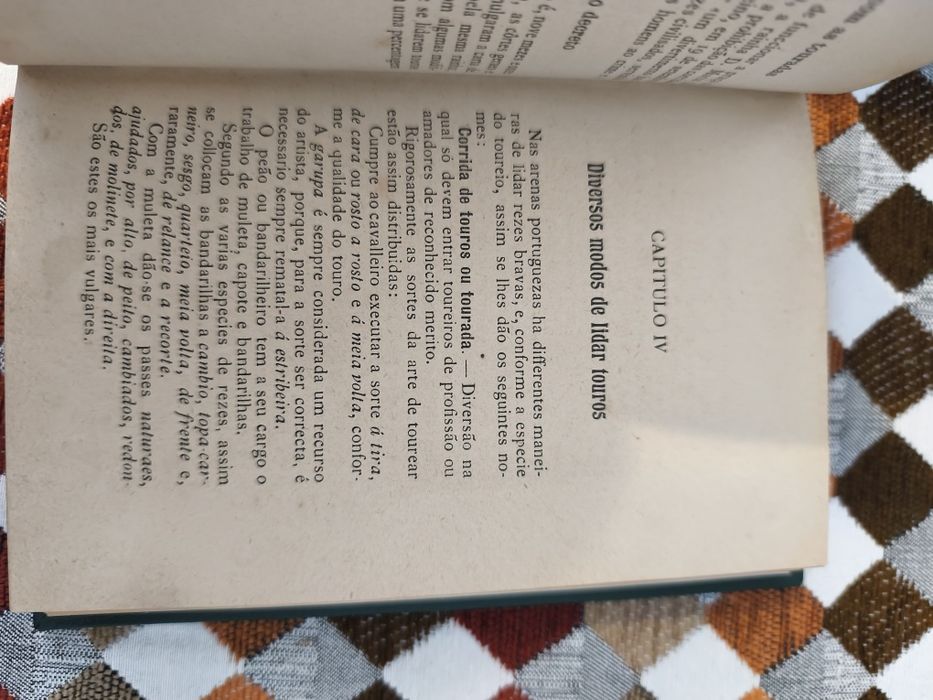 o decreto
CAPITULO IV
Diversos modos de lidar touros
Nas arenas portuguezas ha differentes manei-
ras de lidar rezes bravas, e, conforme a especie
do toureio, assim se lhes dão os seguintes no-
mes:
Corrida de touros ou tourada. — Diversão na
qual só devem entrar toureiros de profissão ou
amadores de reconhecido merito.
Rigorosamente as sortes da arte de tourear
estão assim distribuidas:
Cumpre ao cavalleiro executar a sorte á tira,
de cara ou rosto a rosto e á meia volta, confor-
me a qualidade do touro.
A garupa é sempre considerada um recurso
do artista, porque, para a sorte ser correcta, é
necessario sempre rematal-a á estribeira.
O peão ou bandarilheiro tem a seu cargo o
trabalho de muleta, capote e bandarilhas.
Segundo as varias especies de rezes, assim
se collocam as bandarilhas a cambio, topa-car-
neiro, sesgo, quarteio, meia volta, de frente e,
raramente, de relance e a recorte.
Com a muleta dão-se os passes naturaes,
ajudados, por alto, de peito, cambiados, redon-
dos, de molinete, e com a direita.
São estes os mais vulgares.